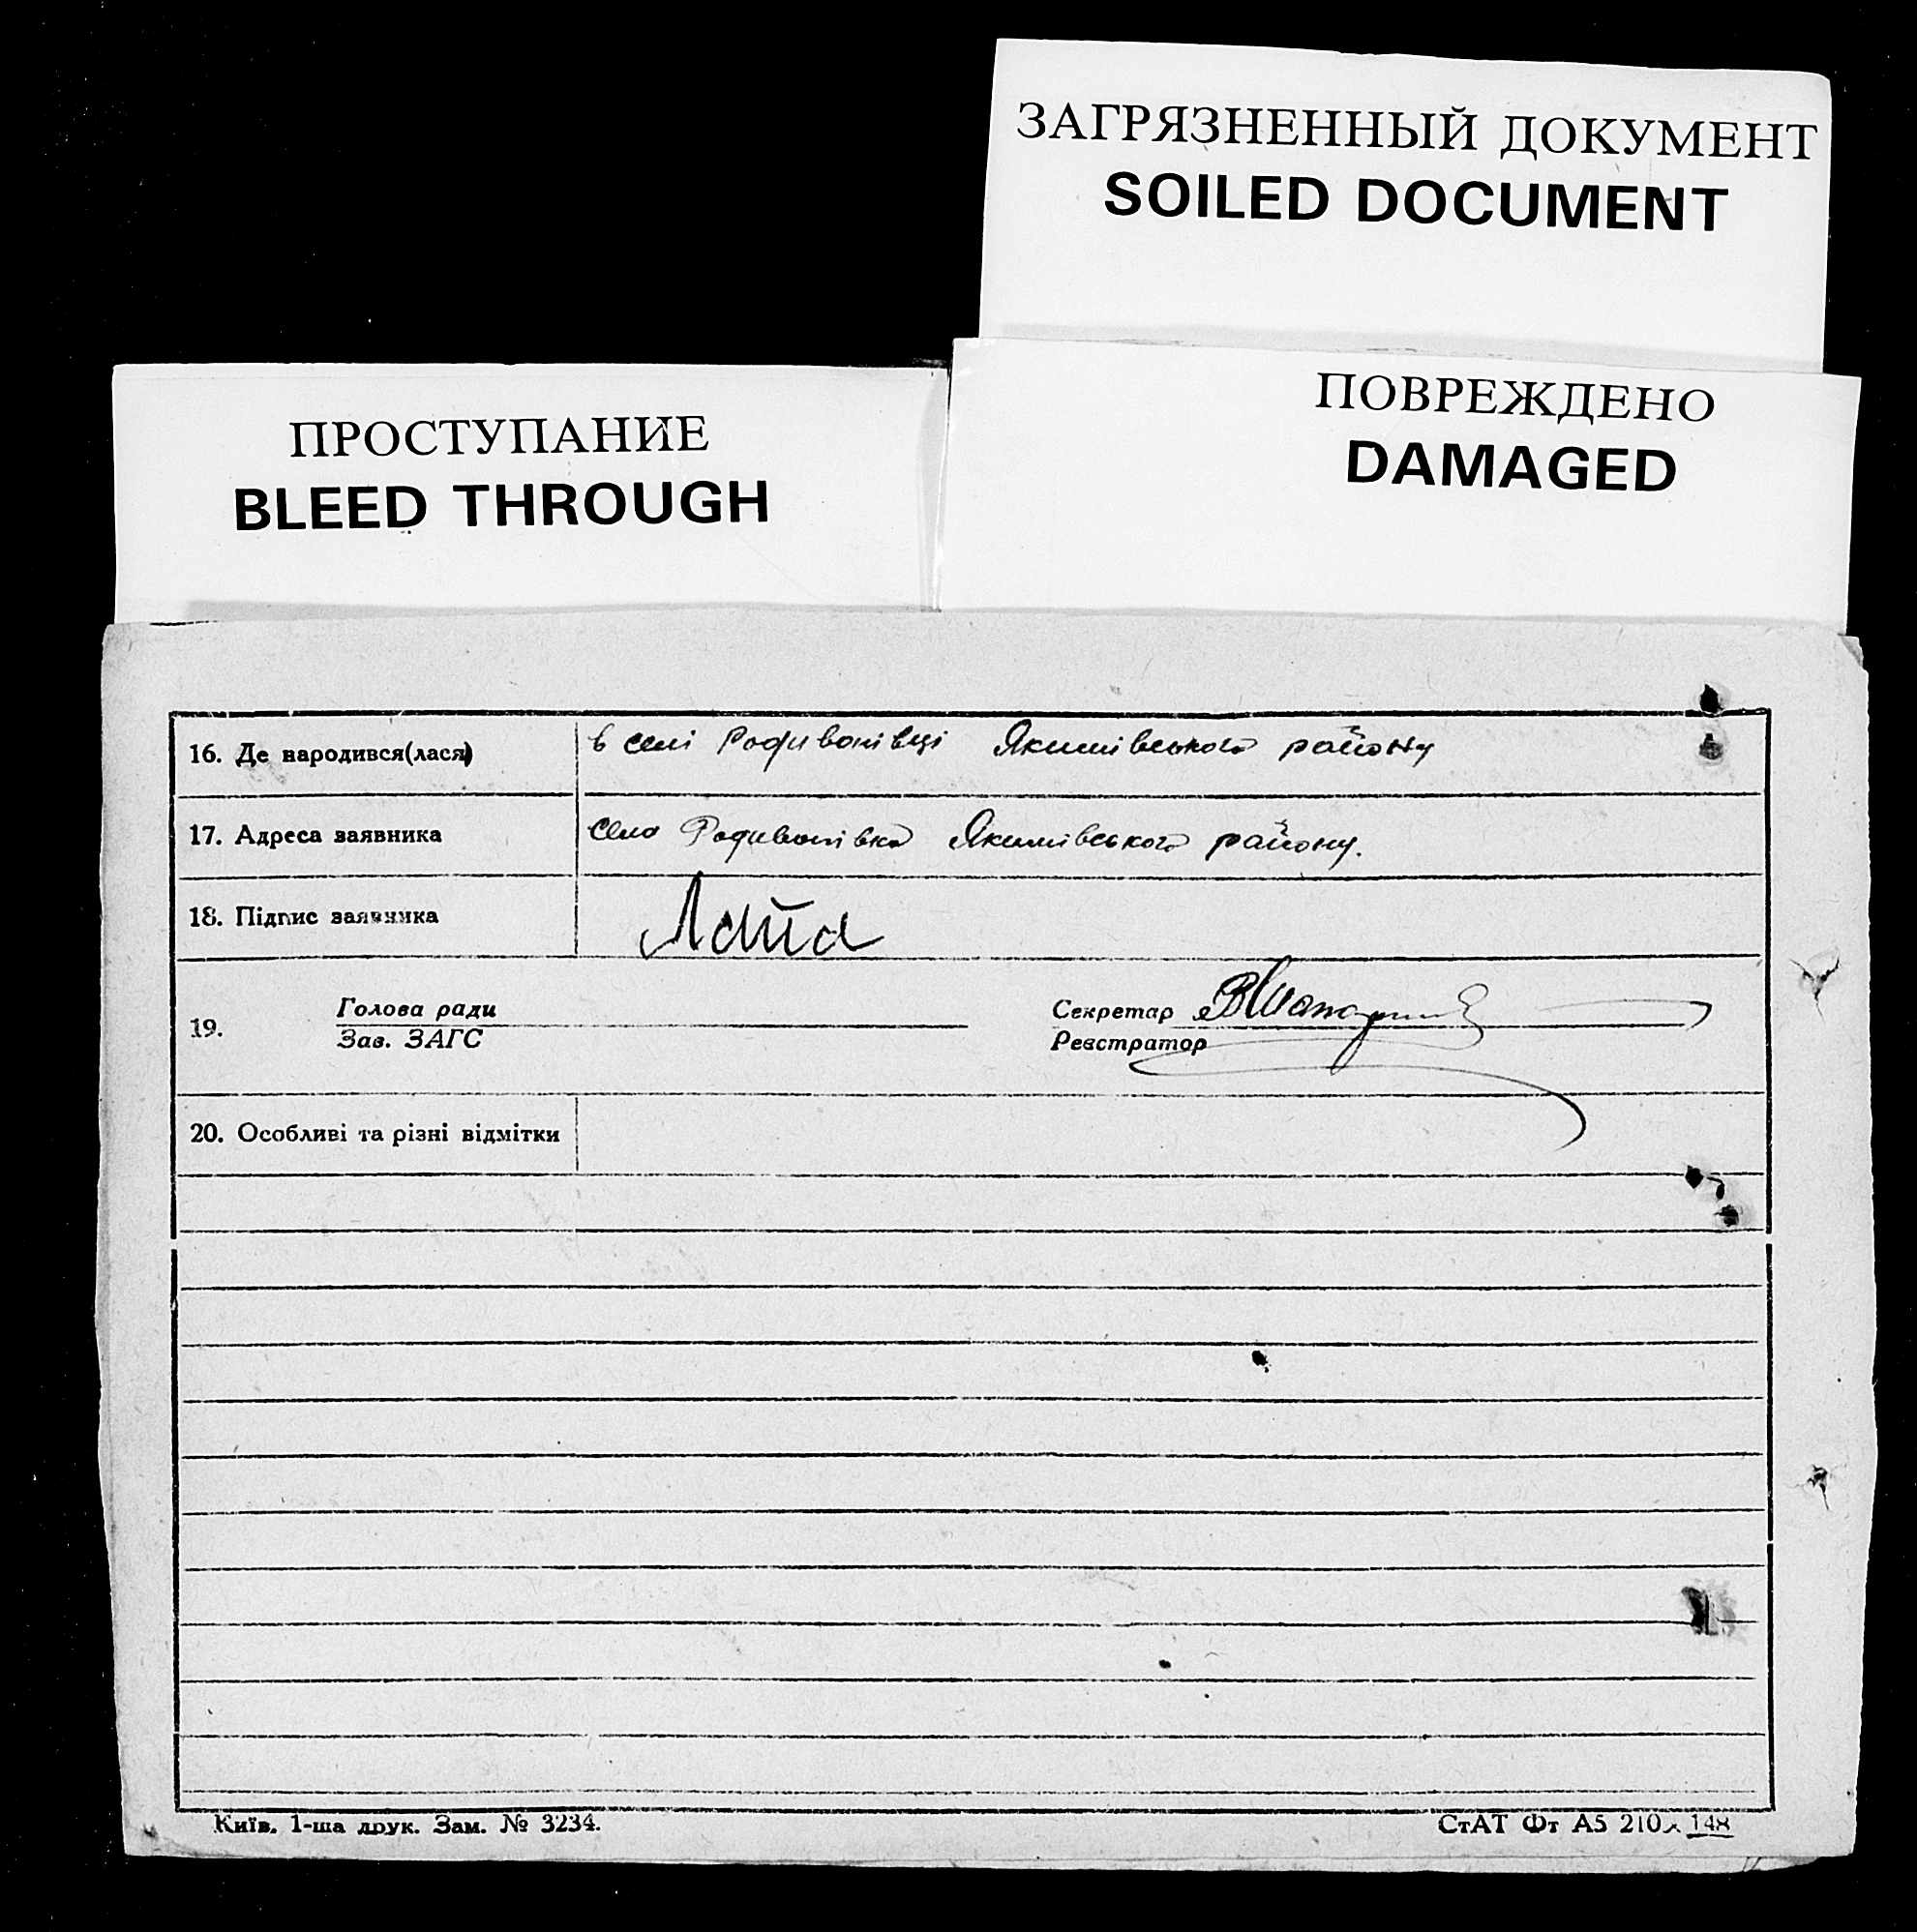 ЗАГРЯЗНЕННЫЙ ДОКУМЕНТ
SOILED DOCUMENT
ПОВРЕЖДЕНО
DAMAGED
ПРОСТУПАНИЕ
BLEED THROUGH
16. Де народився(лася) в селі Родивонівці Якимівського району
17. Адреса заявника село Родивонівка Якимівського району.
18. Підпис заявника
19. Голова ради Секретар
Зав. ЗАГС Реєстратор
20. Особливі та різні відмітки
Київ. 1-ша друк. Зам. № 3234. СтАТ Фт А5 210 x 148